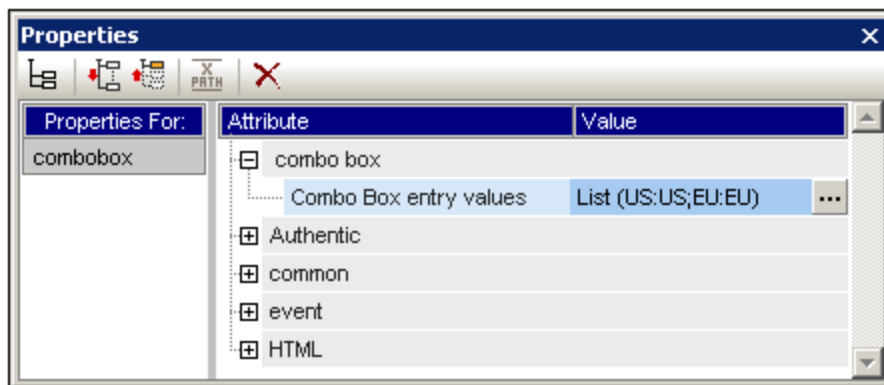 Properties
X
PATH
Properties For:
Attribute
Value
combobox
combo box
Combo Box entry values
List (US:US;EU:EU)
...
Authentic
common
event
HTML